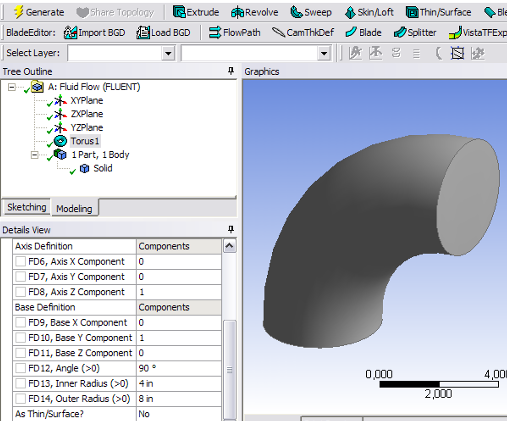 Generate Share Topology Extrude Revolve Sweep Skin/Loft Thin/Surface
BladeEditor: Import BGD Load BGD FlowPath CamThkDef Blade Splitter VistaTFExp
Select Layer:
Tree Outline
A: Fluid Flow (FLUENT)
XYPlane
ZXPlane
YZPlane
Torus1
1 Part, 1 Body
Solid
Sketching Modeling
Details View
Axis Definition Components
FD6, Axis X Component 0
FD7, Axis Y Component 0
FD8, Axis Z Component 1
Base Definition Components
FD9, Base X Component 0
FD10, Base Y Component 1
FD11, Base Z Component 0
FD12, Angle (>0) 90 °
FD13, Inner Radius (>0) 4 in
FD14, Outer Radius (>0) 8 in
As Thin/Surface? No
Graphics
0,000 4,00
2,000